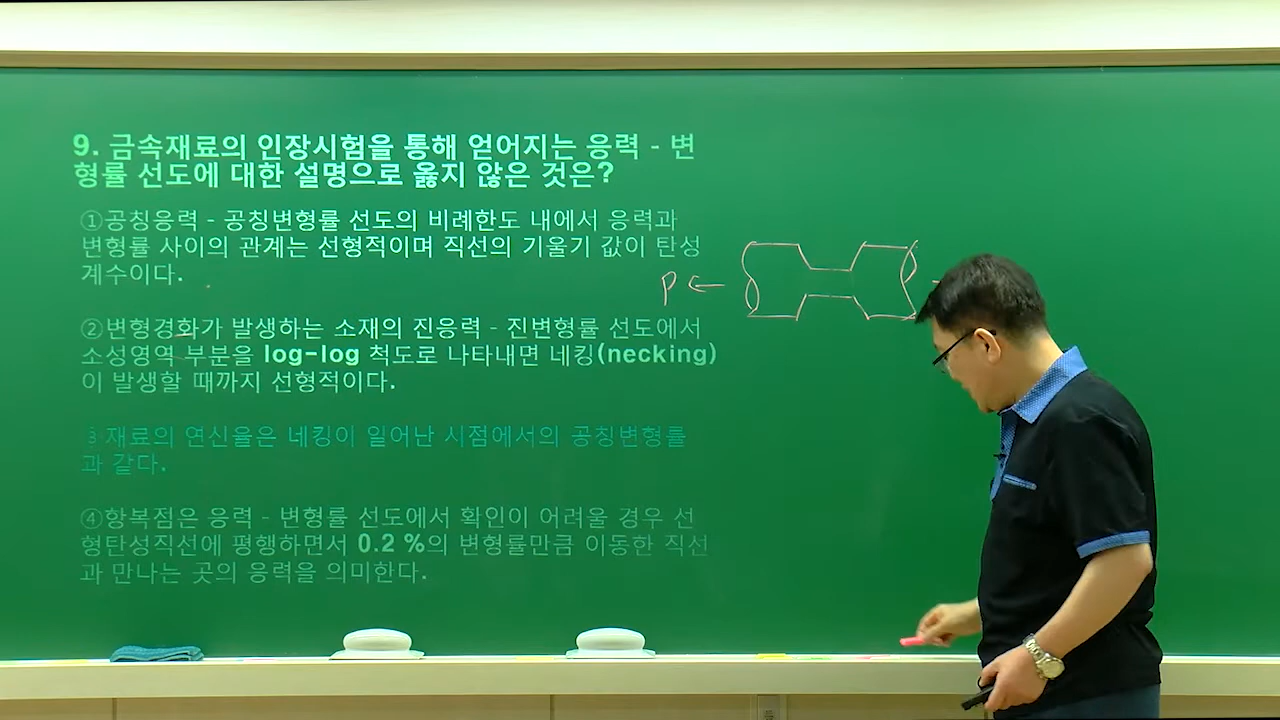 9. 금속재료의 인장시험을 통해 얻어지는 응력 - 변
형률 선도에 대한 설명으로 옳지 않은 것은?
①공칭응력 - 공칭변형률 선도의 비례한도 내에서 응력과
변형률 사이의 관계는 선형적이며 직선의 기울기 값이 탄성
계수이다.
②변형경화가 발생하는 소재의 진응력 - 진변형률 선도에서
소성영역 부분을 log-log 척도로 나타내면 네킹(necking)
이 발생할 때까지 선형적이다.
3 재료의 연신율은 네킹이 일어난 시점에서의 공칭변형률
과 같다.
④항복점은 응력 - 변형률 선도에서 확인이 어려울 경우 선
형탄성직선에 평행하면서 0.2 %의 변형률만큼 이동한 직선
과 만나는 곳의 응력을 의미한다.
P ←